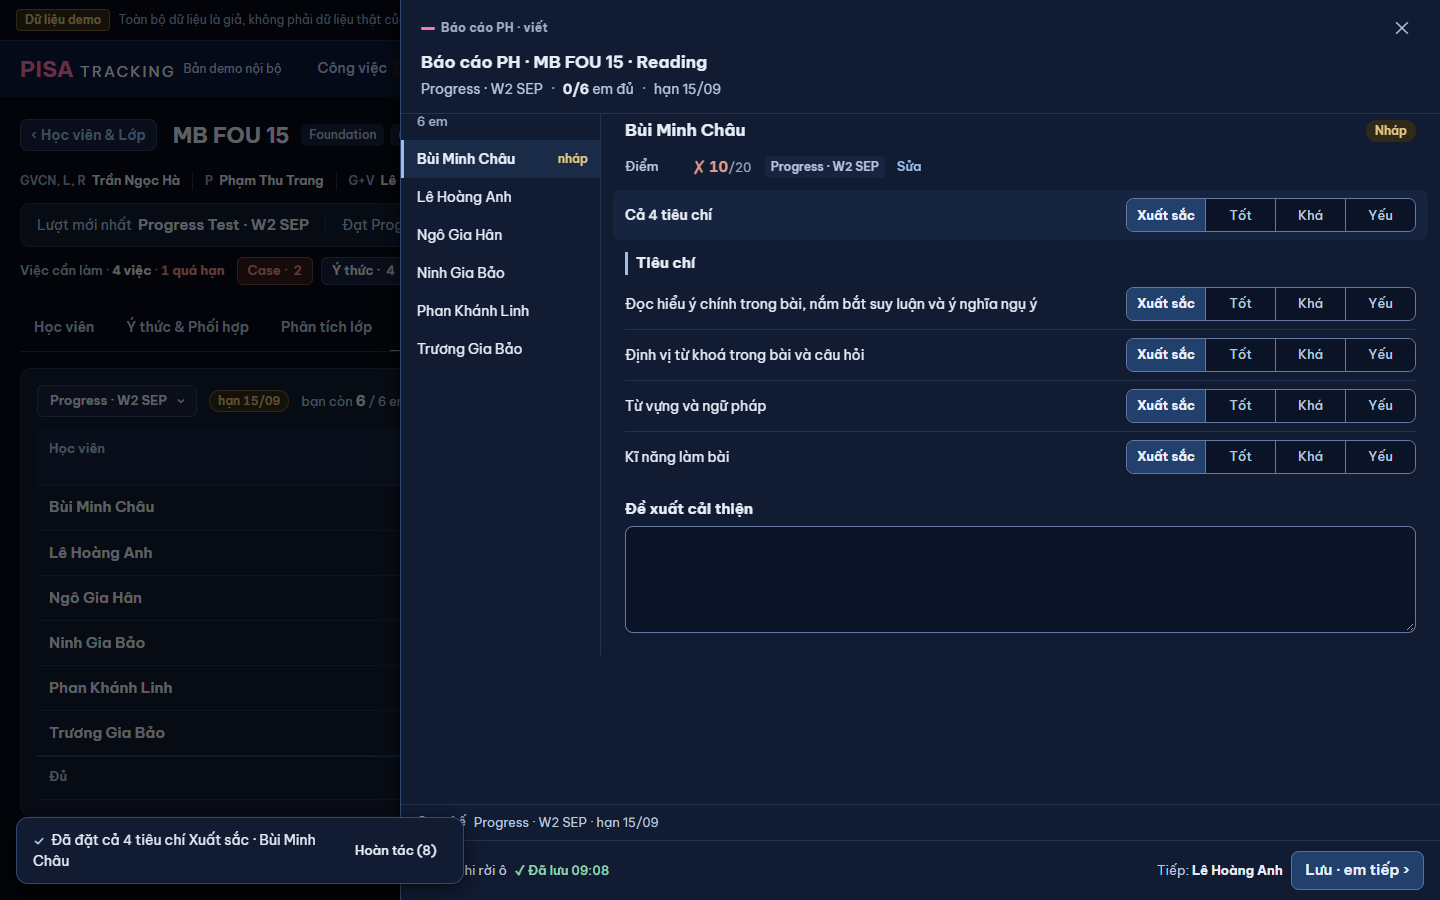 Dữ liệu demo Toàn bộ dữ liệu là giả, không phải dữ liệu thật
PISA TRACKING Bản demo nội bộ Công việc
‹ Học viên & Lớp MB FOU 15 Foundation
GVCN, L, R Trần Ngọc Hà P Phạm Thu Trang G+V Lê
Lượt mới nhất Progress Test · W2 SEP Đạt Prog
Việc cần làm · 4 việc · 1 quá hạn Case · 2 Ý thức · 4
Học viên Ý thức & Phối hợp Phân tích lớp
Progress · W2 SEP hạn 15/09 bạn còn 6 / 6
Học viên
Bùi Minh Châu
Lê Hoàng Anh
Ngô Gia Hân
Ninh Gia Bảo
Phan Khánh Linh
Trương Gia Bảo
Đủ
Báo cáo PH · viết
Báo cáo PH · MB FOU 15 · Reading
Progress · W2 SEP · 0/6 em đủ · hạn 15/09
6 em
Bùi Minh Châu nháp
Lê Hoàng Anh
Ngô Gia Hân
Ninh Gia Bảo
Phan Khánh Linh
Trương Gia Bảo
Bùi Minh Châu Nháp
Điểm ✗ 10/20 Progress · W2 SEP Sửa
Cả 4 tiêu chí Xuất sắc Tốt Khá Yếu
Tiêu chí
Đọc hiểu ý chính trong bài, nắm bắt suy luận và ý nghĩa ngụ ý Xuất sắc Tốt Khá Yếu
Định vị từ khoá trong bài và câu hỏi Xuất sắc Tốt Khá Yếu
Từ vựng và ngữ pháp Xuất sắc Tốt Khá Yếu
Kĩ năng làm bài Xuất sắc Tốt Khá Yếu
Đề xuất cải thiện
Progress · W2 SEP · hạn 15/09
rời ô ✓ Đã lưu 09:08 Tiếp: Lê Hoàng Anh Lưu · em tiếp ›
✓ Đã đặt cả 4 tiêu chí Xuất sắc · Bùi Minh
Châu
Hoàn tác (8)